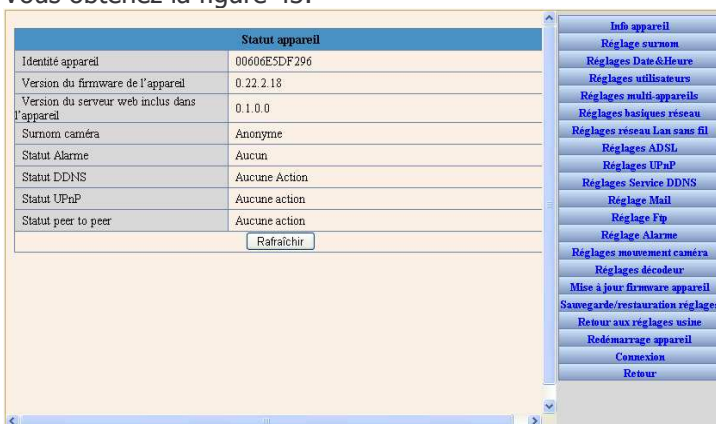 Vous obtenez la figure 45:
Statut appareil
Identité appareil 00606E5DF296
Version du firmware de l'appareil 0.22.2.18
Version du serveur web inclus dans l'appareil 0.1.0.0
Surnom caméra Anonyme
Statut Alarme Aucun
Statut DDNS Aucune Action
Statut UPnP Aucune action
Statut peer to peer Aucune action
Rafraîchir
Info appareil
Réglage surnom
Réglages Date&Heure
Réglages utilisateurs
Réglages multi-appareils
Réglages basiques réseau
Réglages réseau Lan sans fil
Réglages ADSL
Réglages UPnP
Réglages Service DDNS
Réglage Mail
Réglage Ftp
Réglage Alarme
Réglages mouvement caméra
Réglages décodeur
Mise à jour firmware appareil
Sauvegarde/restauration réglages
Retour aux réglages usine
Redémarrage appareil
Connexion
Retour